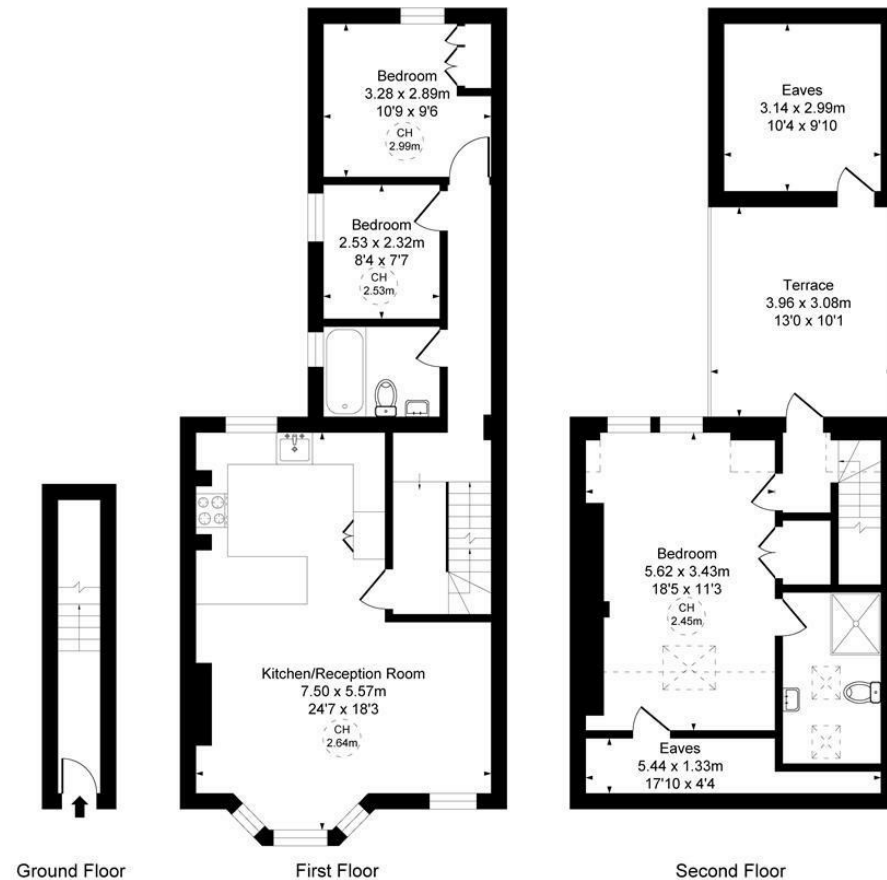 Bedroom
3.28 x 2.89m
10'9 x 9'6
CH
2.99m
Bedroom
2.53 x 2.32m
8'4 x 7'7
CH
2.53m
Kitchen/Reception Room
7.50 x 5.57m
24'7 x 18'3
CH
2.64m
Eaves
3.14 x 2.99m
10'4 x 9'10
Terrace
3.96 x 3.08m
13'0 x 10'1
Bedroom
5.62 x 3.43m
18'5 x 11'3
CH
2.45m
Eaves
5.44 x 1.33m
17'10 x 4'4
Ground Floor
First Floor
Second Floor